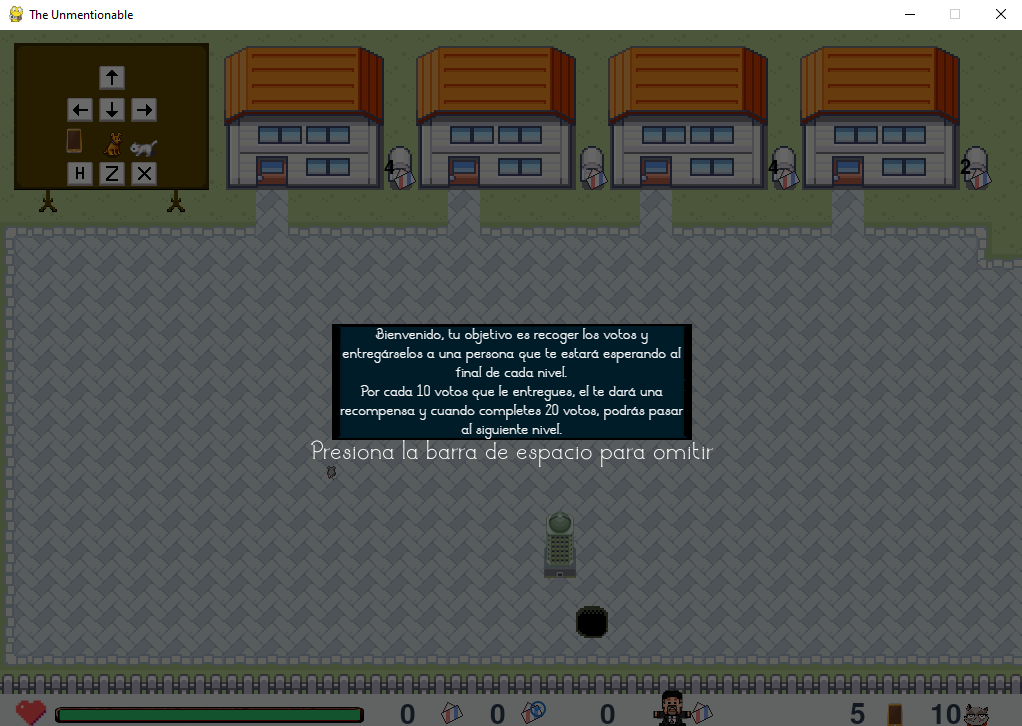 The Unmentionable
H Z X
4 4 2
Bienvenido, tu objetivo es recoger los votos y
entregárselos a una persona que te estará esperando al
final de cada nivel.
Por cada 10 votos que le entregues, el te dará una
recompensa y cuando completes 20 votos, podrás pasar
al siguiente nivel.
Presiona la barra de espacio para omitir
0 0 0 5 10